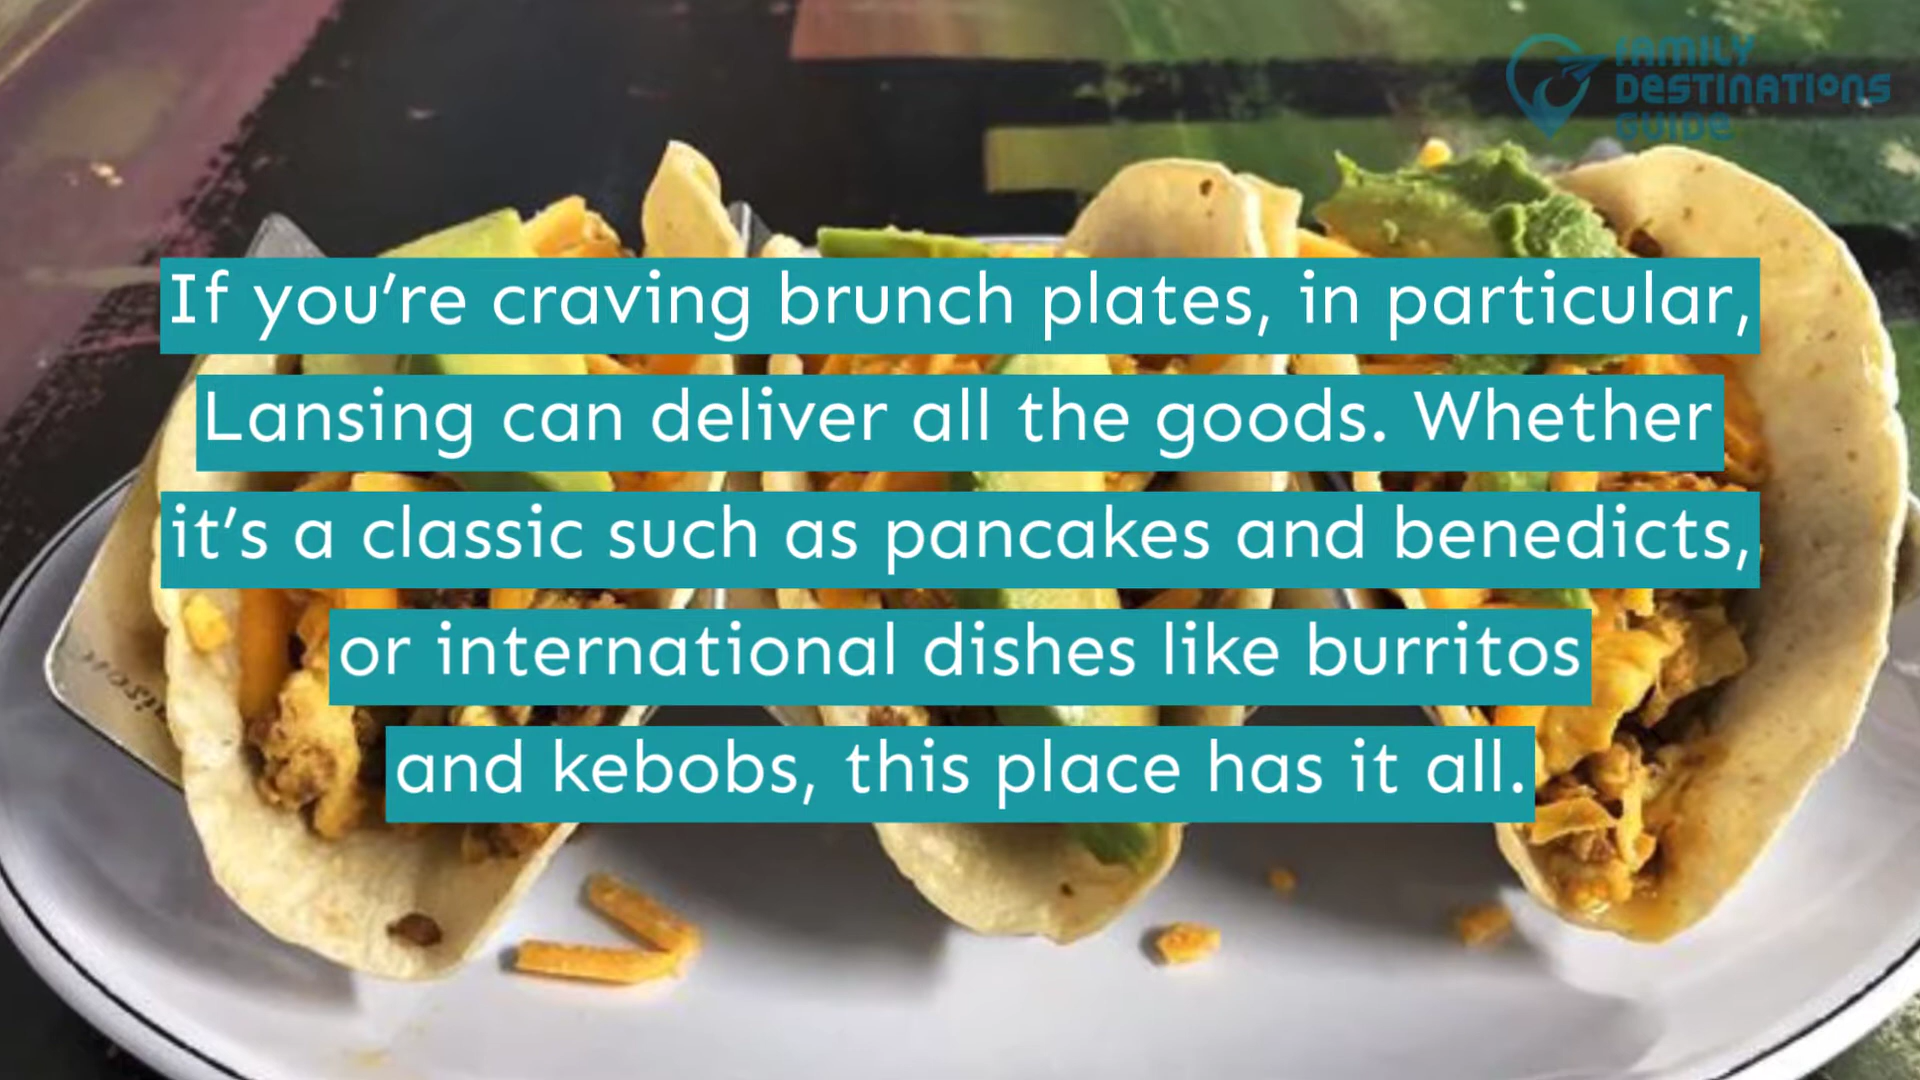 FAMILY
DESTINATIONS
GUIDE
If you’re craving brunch plates, in particular,
Lansing can deliver all the goods. Whether
it’s a classic such as pancakes and benedicts,
or international dishes like burritos
and kebobs, this place has it all.